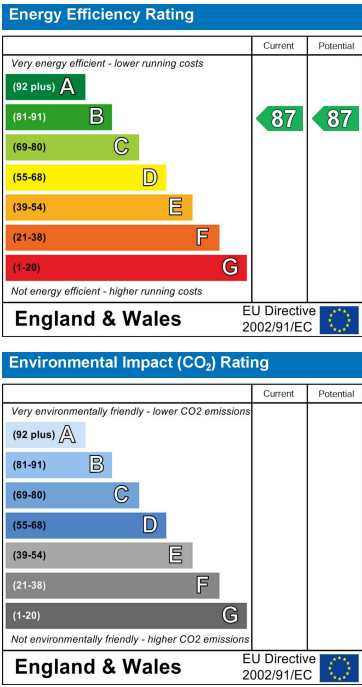 Energy Efficiency Rating
Current Potential
Very energy efficient - lower running costs
(92 plus) A
(81-91) B 87 87
(69-80) C
(55-68) D
(39-54) E
(21-38) F
(1-20) G
Not energy efficient - higher running costs
England & Wales EU Directive 2002/91/EC
Environmental Impact (CO₂) Rating
Current Potential
Very environmentally friendly - lower CO2 emissions
(92 plus) A
(81-91) B
(69-80) C
(55-68) D
(39-54) E
(21-38) F
(1-20) G
Not environmentally friendly - higher CO2 emissions
England & Wales EU Directive 2002/91/EC